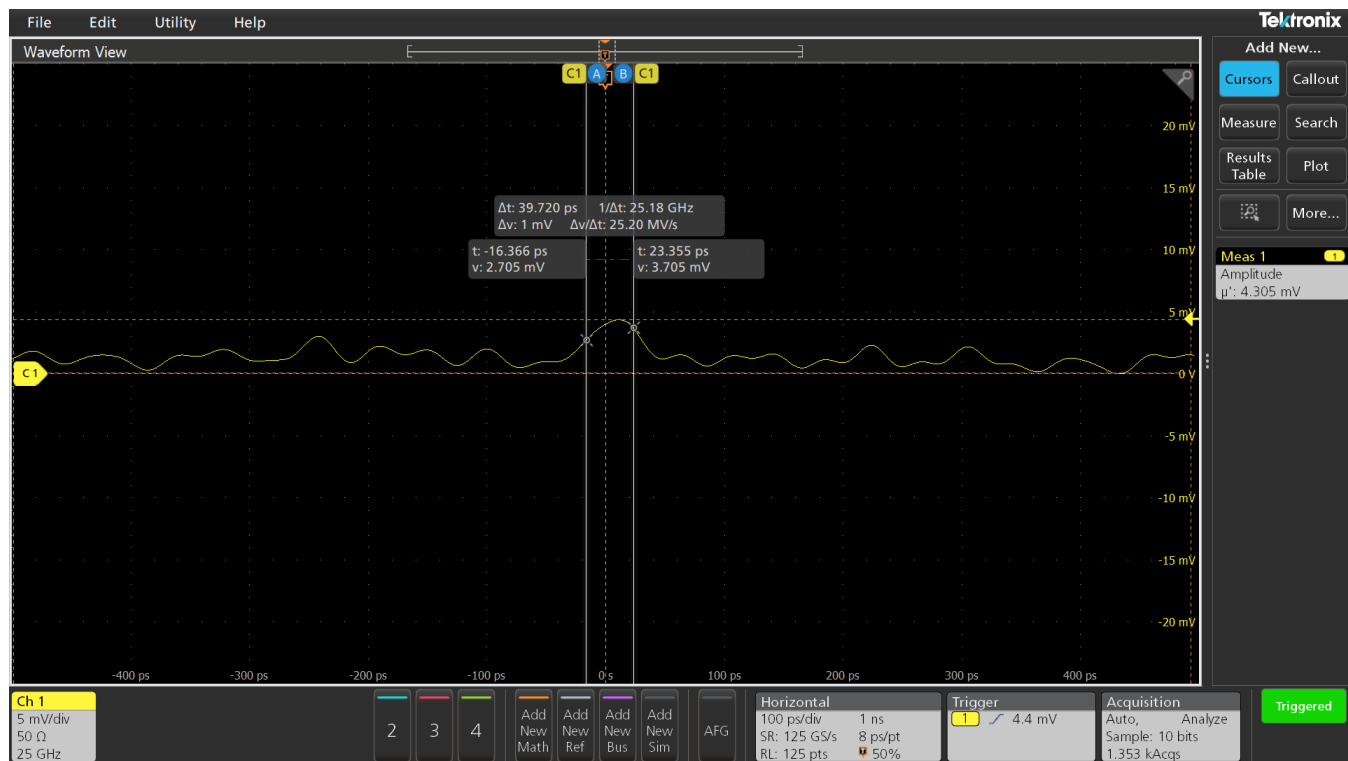 File Edit Utility Help
Tektronix
Waveform View
Add New...
C1 A B C1
Cursors Callout
Measure Search
Results Table Plot
More...
Meas 1 1
Amplitude
µ': 4.305 mV
20 mV
15 mV
10 mV
5 mV
0 V
-5 mV
-10 mV
-15 mV
-20 mV
Δt: 39.720 ps 1/Δt: 25.18 GHz
Δv: 1 mV Δv/Δt: 25.20 MV/s
t: -16.366 ps
v: 2.705 mV
t: 23.355 ps
v: 3.705 mV
C1
-400 ps -300 ps -200 ps -100 ps 0 s 100 ps 200 ps 300 ps 400 ps
Ch 1
5 mV/div
50 Ω
25 GHz
2 3 4
Add New Math
Add New Ref
Add New Bus
Add New Sim
AFG
Horizontal
100 ps/div 1 ns
SR: 125 GS/s 8 ps/pt
RL: 125 pts 50%
Trigger
1 4.4 mV
Acquisition
Auto, Analyze
Sample: 10 bits
1.353 kAcqs
Triggered